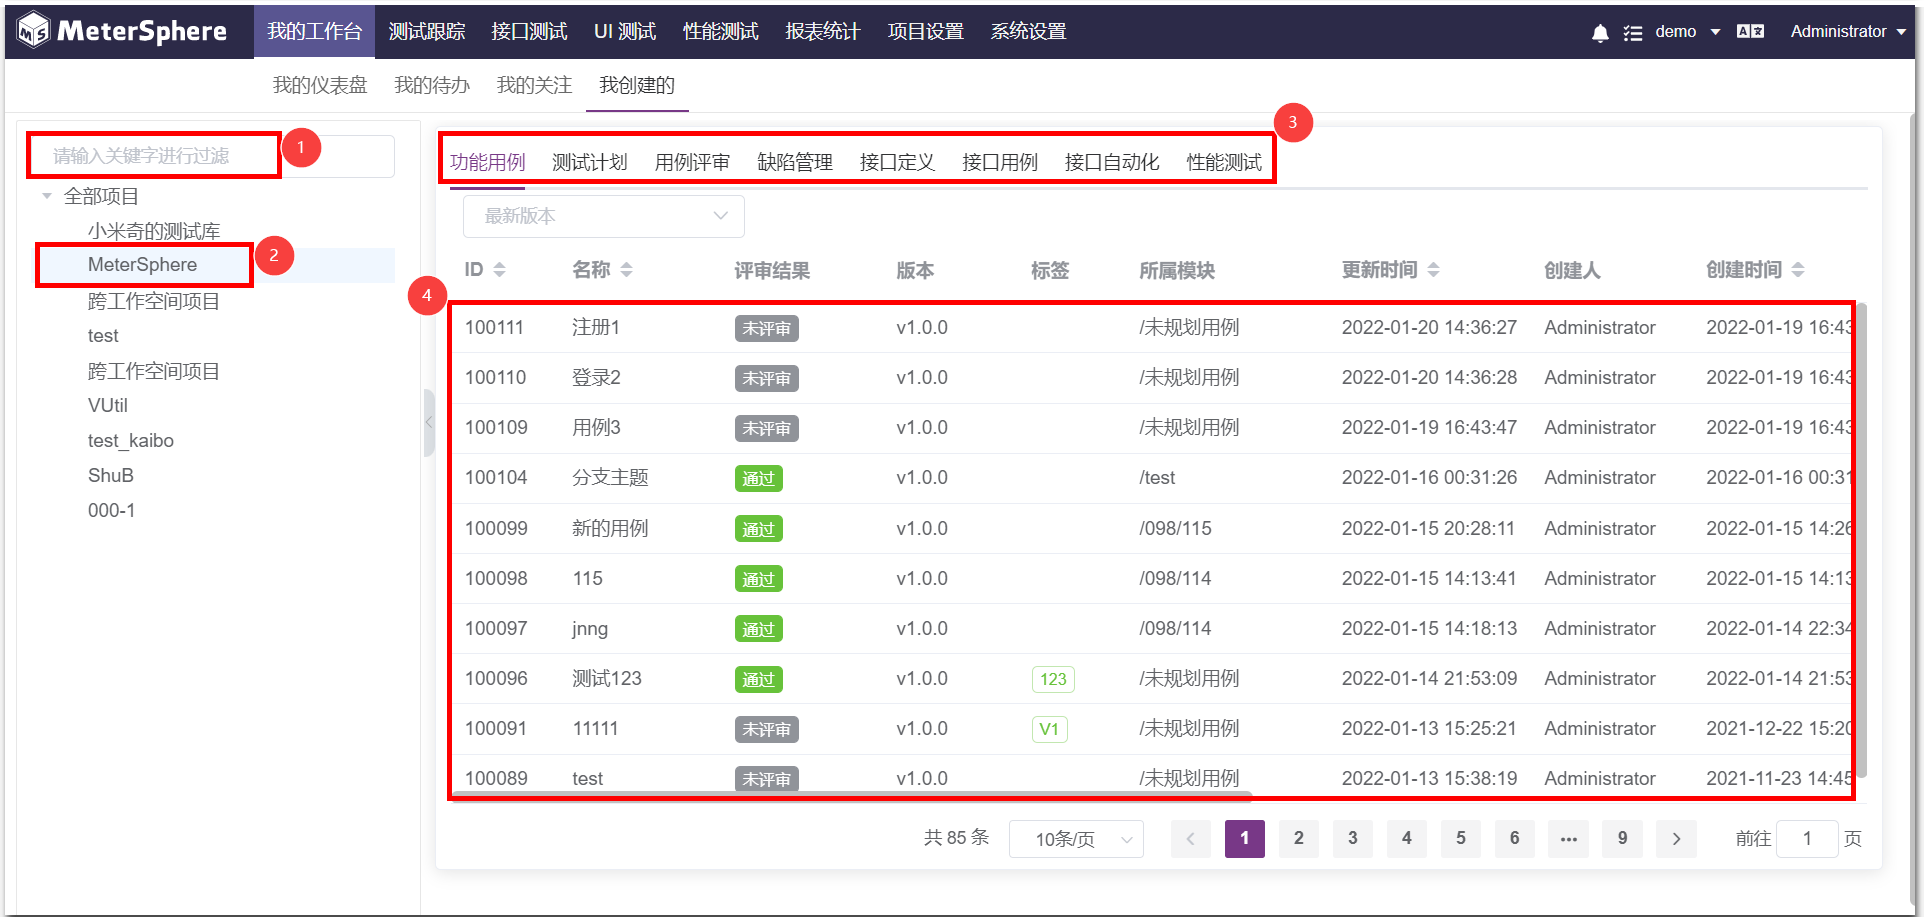 MeterSphere 我的工作台 测试跟踪 接口测试 UI 测试 性能测试 报表统计 项目设置 系统设置 demo Administrator
我的仪表盘 我的待办 我的关注 我创建的
请输入关键字进行过滤 1
全部项目
小米奇的测试库
MeterSphere 2
跨工作空间项目
test
跨工作空间项目
VUtil
test_kaibo
ShuB
000-1
3
功能用例 测试计划 用例评审 缺陷管理 接口定义 接口用例 接口自动化 性能测试
最新版本
ID 名称 评审结果 版本 标签 所属模块 更新时间 创建人 创建时间
4
100111 注册1 未评审 v1.0.0 /未规划用例 2022-01-20 14:36:27 Administrator 2022-01-19 16:43
100110 登录2 未评审 v1.0.0 /未规划用例 2022-01-20 14:36:28 Administrator 2022-01-19 16:43
100109 用例3 未评审 v1.0.0 /未规划用例 2022-01-19 16:43:47 Administrator 2022-01-19 16:43
100104 分支主题 通过 v1.0.0 /test 2022-01-16 00:31:26 Administrator 2022-01-16 00:31
100099 新的用例 通过 v1.0.0 /098/115 2022-01-15 20:28:11 Administrator 2022-01-15 14:26
100098 115 通过 v1.0.0 /098/114 2022-01-15 14:13:41 Administrator 2022-01-15 14:13
100097 jnng 通过 v1.0.0 /098/114 2022-01-15 14:18:13 Administrator 2022-01-14 22:34
100096 测试123 通过 v1.0.0 123 /未规划用例 2022-01-14 21:53:09 Administrator 2022-01-14 21:53
100091 11111 未评审 v1.0.0 V1 /未规划用例 2022-01-13 15:25:21 Administrator 2021-12-22 15:20
100089 test 未评审 v1.0.0 /未规划用例 2022-01-13 15:38:19 Administrator 2021-11-23 14:45
共 85 条 10条/页 1 2 3 4 5 6 ••• 9 前往 1 页